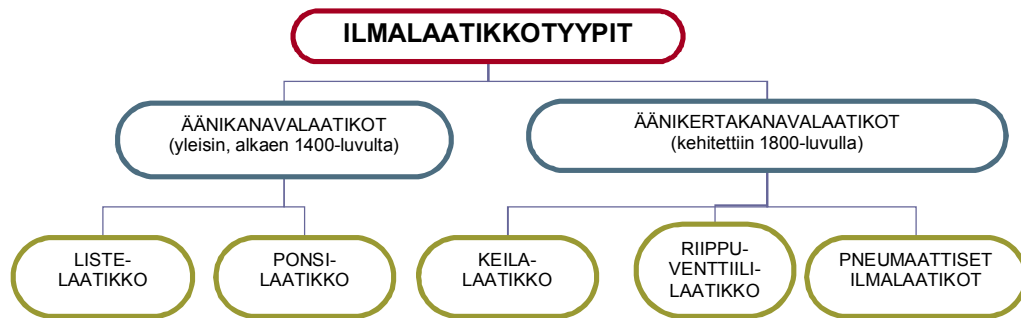 ILMALAATIKKOTYYPIT
ÄÄNIKANAVALAATIKOT
(yleisin, alkaen 1400-luvulta)
ÄÄNIKERTAKANAVALAATIKOT
(kehitettiin 1800-luvulla)
LISTE-
LAATIKKO
PONSI-
LAATIKKO
KEILA-
LAATIKKO
RIIPPU-
VENTTIILI-
LAATIKKO
PNEUMAATTISET
ILMALAATIKOT